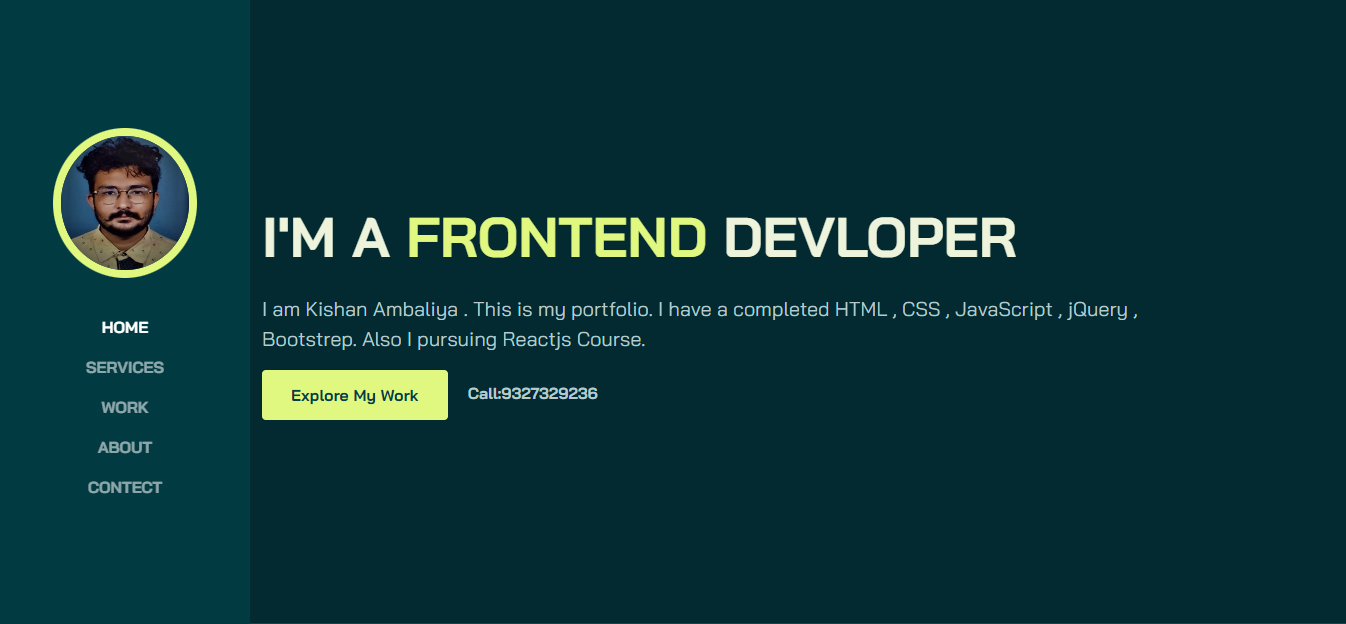 HOME
SERVICES
WORK
ABOUT
CONTECT
I'M A FRONTEND DEVLOPER
I am Kishan Ambaliya . This is my portfolio. I have a completed HTML , CSS , JavaScript , jQuery ,
Bootstrep. Also I pursuing Reactjs Course.
Explore My Work
Call:9327329236